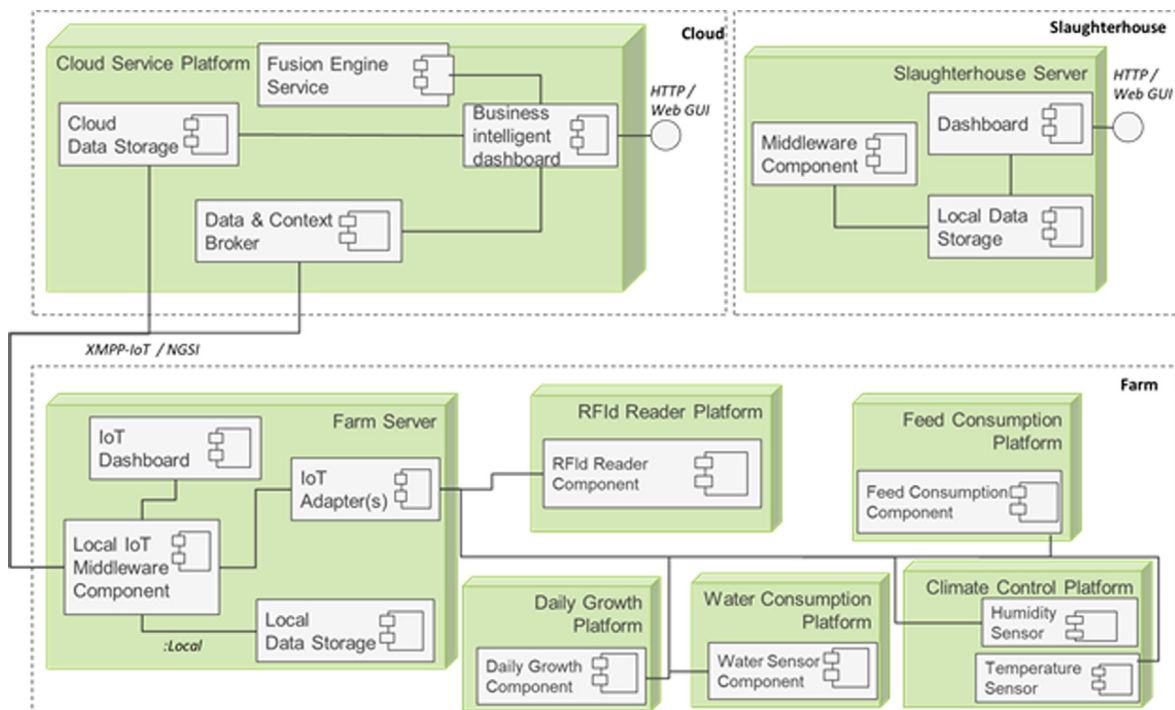 Cloud
Cloud Service Platform
Fusion Engine
Service
Cloud
Data Storage
Business
intelligent
dashboard
HTTP /
Web GUI
Data & Context
Broker
Slaughterhouse
Slaughterhouse Server
HTTP /
Web GUI
Dashboard
Middleware
Component
Local Data
Storage
XMPP-IoT / NGSI
Farm
Farm Server
IoT
Dashboard
IoT
Adapter(s)
Local IoT
Middleware
Component
:Local
Local
Data Storage
RFId Reader Platform
RFId Reader
Component
Feed Consumption
Platform
Feed Consumption
Component
Daily Growth
Platform
Daily Growth
Component
Water Consumption
Platform
Water Sensor
Component
Climate Control Platform
Humidity
Sensor
Temperature
Sensor